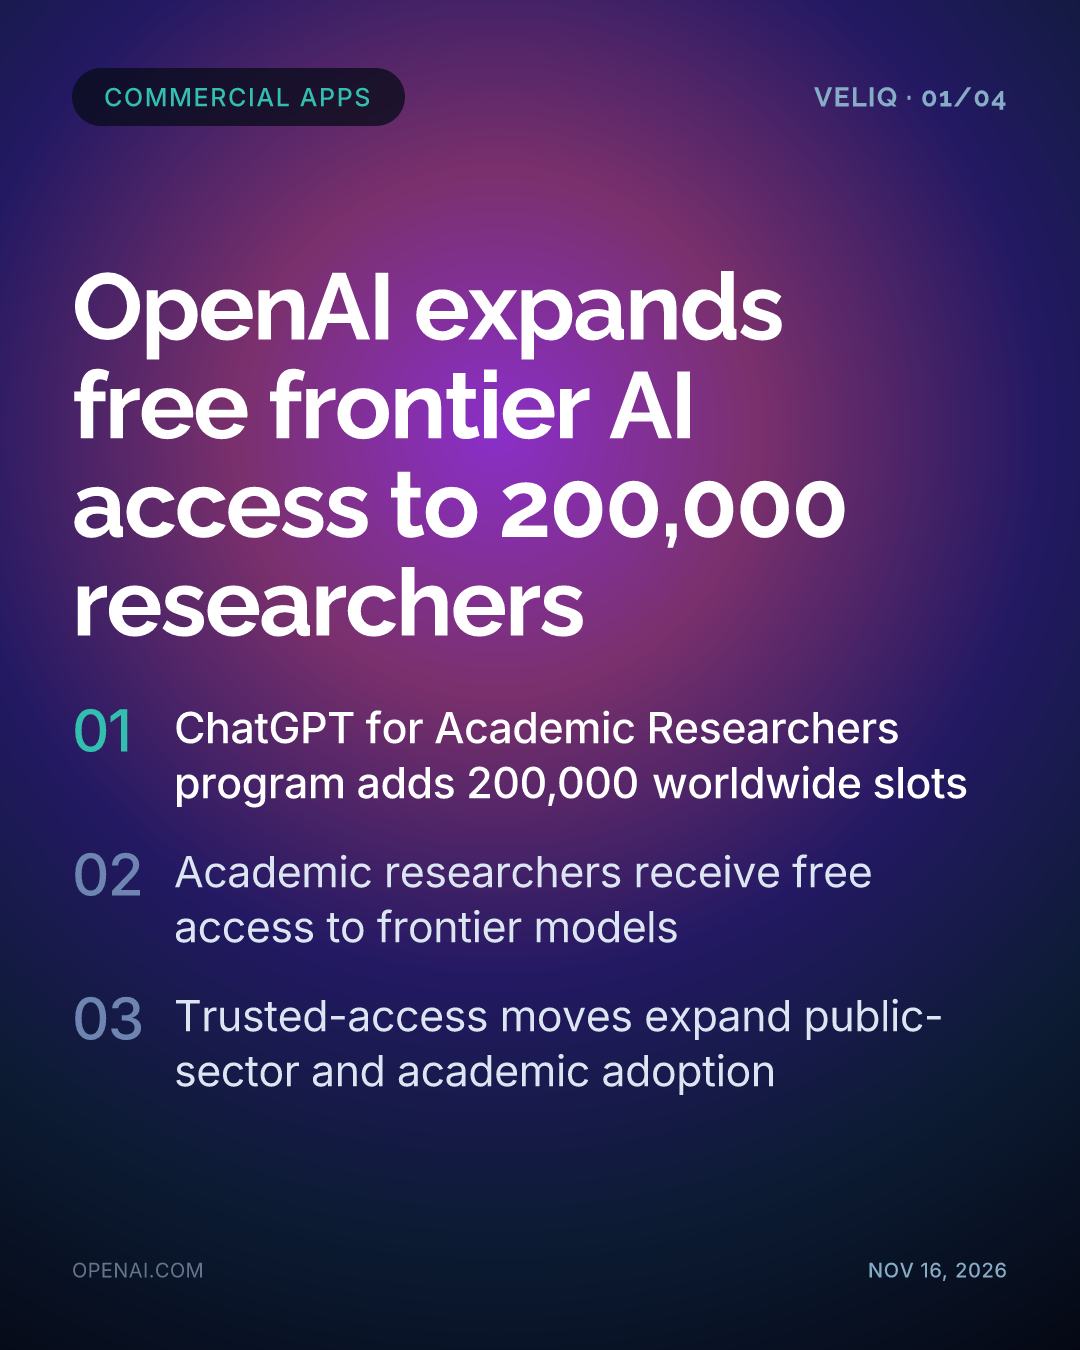 COMMERCIAL APPS
VELIQ · 01/04
OpenAI expands
free frontier AI
access to 200,000
researchers
01
ChatGPT for Academic Researchers
program adds 200,000 worldwide slots
02
Academic researchers receive free
access to frontier models
03
Trusted-access moves expand public-
sector and academic adoption
OPENAI.COM
NOV 16, 2026